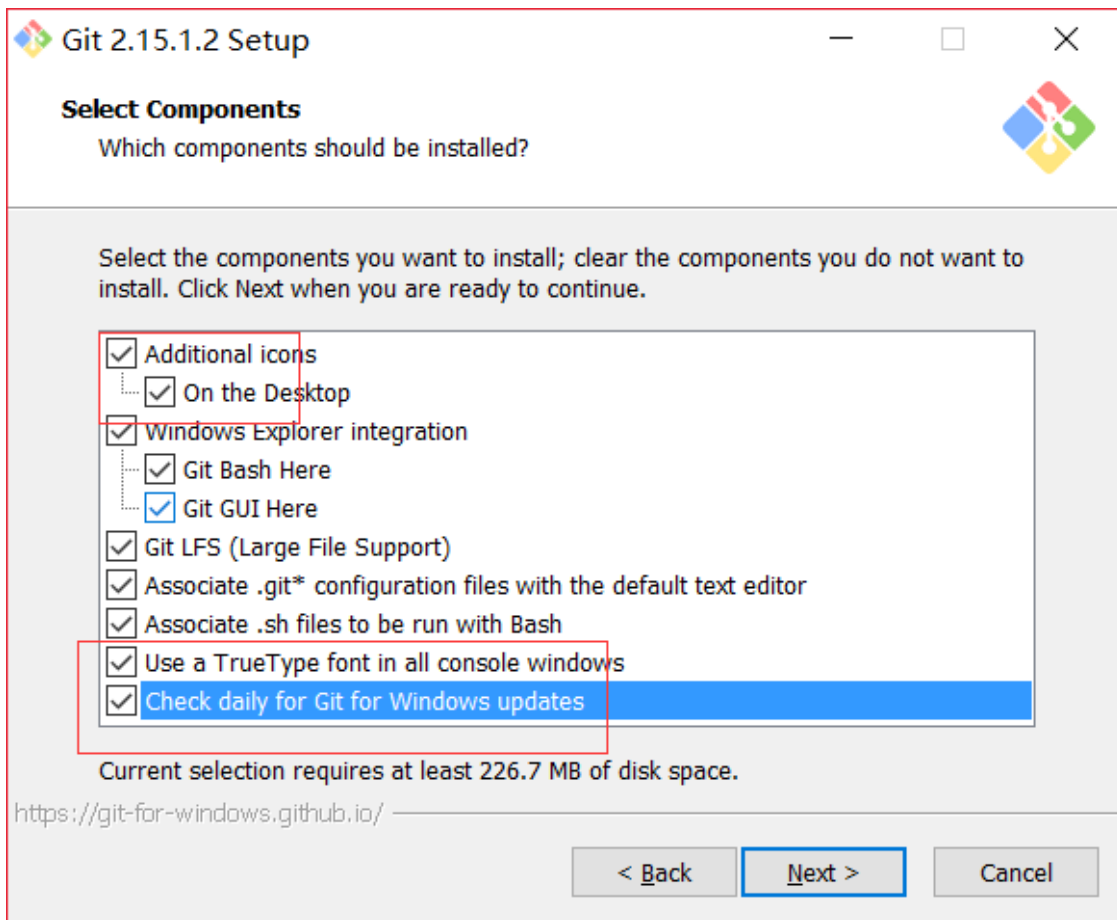 Git 2.15.1.2 Setup
Select Components
Which components should be installed?
Select the components you want to install; clear the components you do not want to
install. Click Next when you are ready to continue.
Additional icons
On the Desktop
Windows Explorer integration
Git Bash Here
Git GUI Here
Git LFS (Large File Support)
Associate .git* configuration files with the default text editor
Associate .sh files to be run with Bash
Use a TrueType font in all console windows
Check daily for Git for Windows updates
Current selection requires at least 226.7 MB of disk space.
https://git-for-windows.github.io/
< Back Next > Cancel